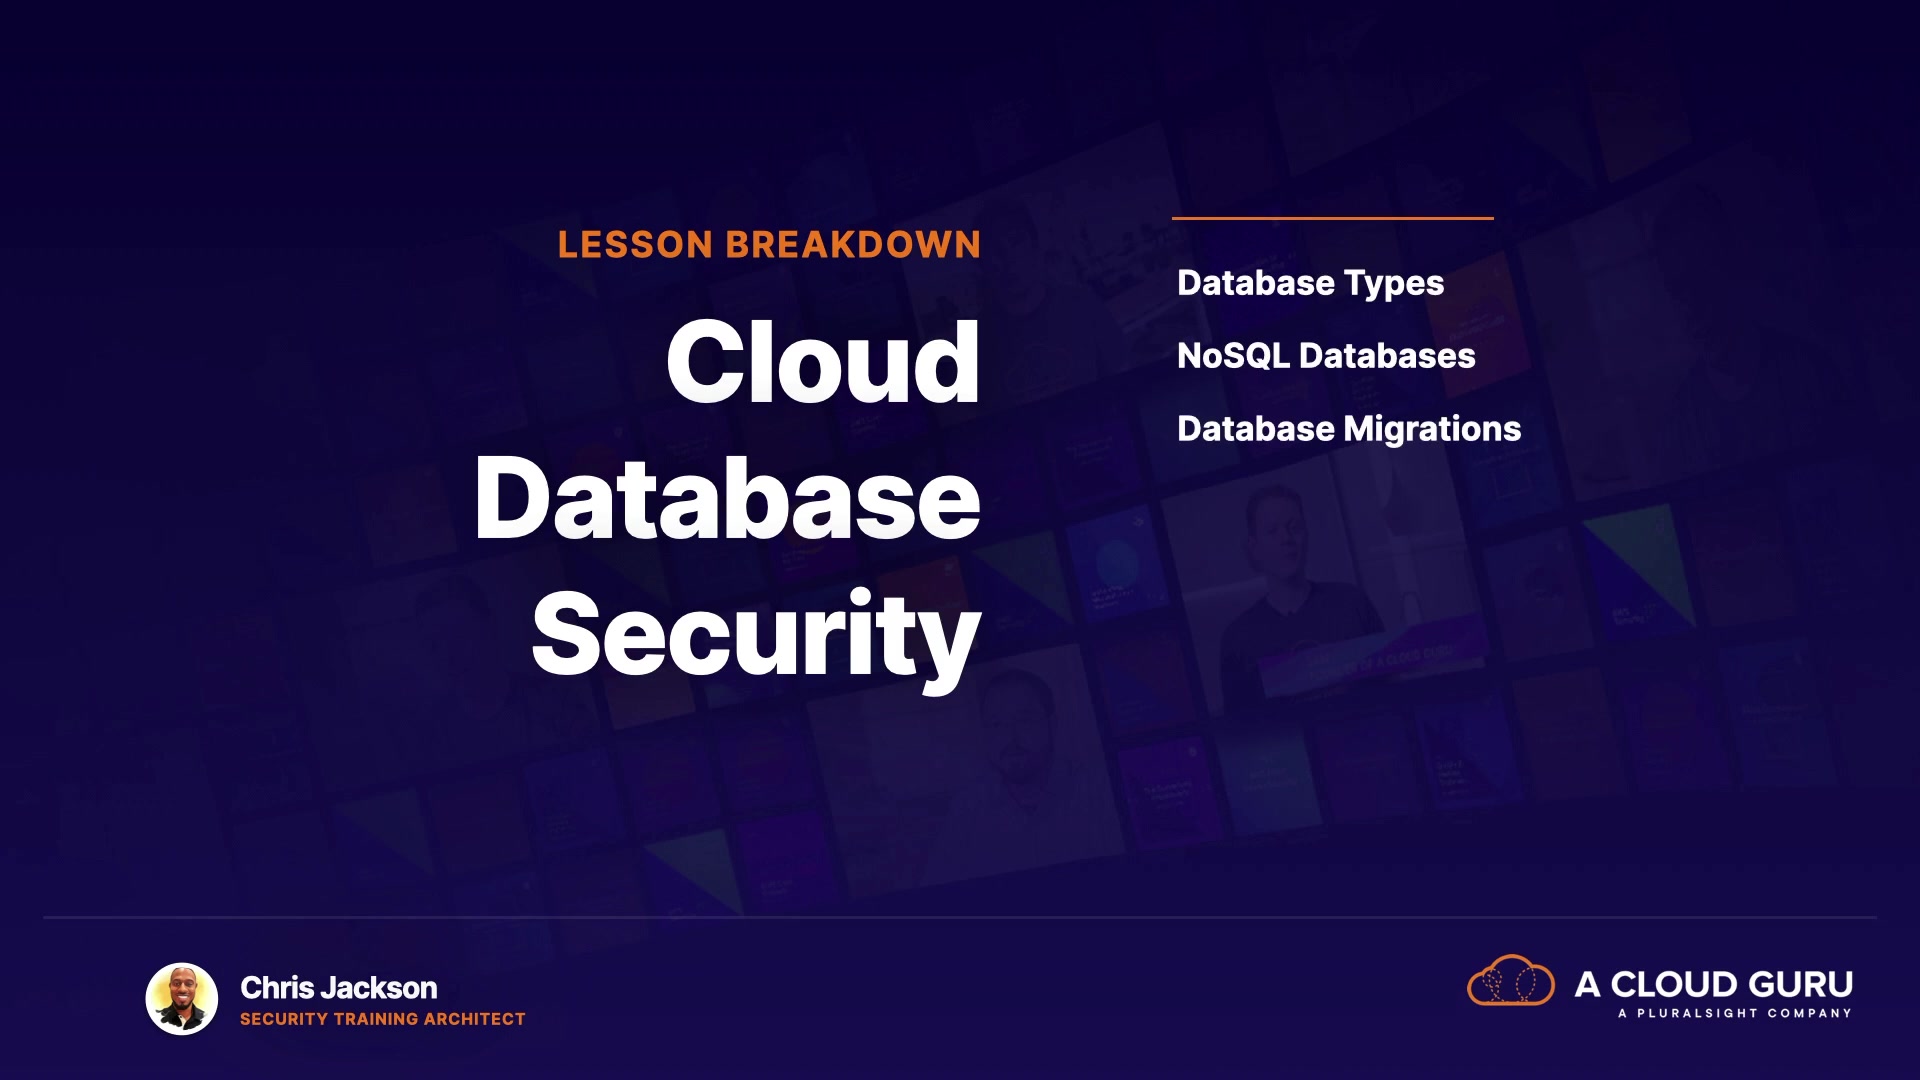 LESSON BREAKDOWN
Cloud
Database
Security
Database Types
NoSQL Databases
Database Migrations
Chris Jackson
SECURITY TRAINING ARCHITECT
A CLOUD GURU
A PLURALSIGHT COMPANY